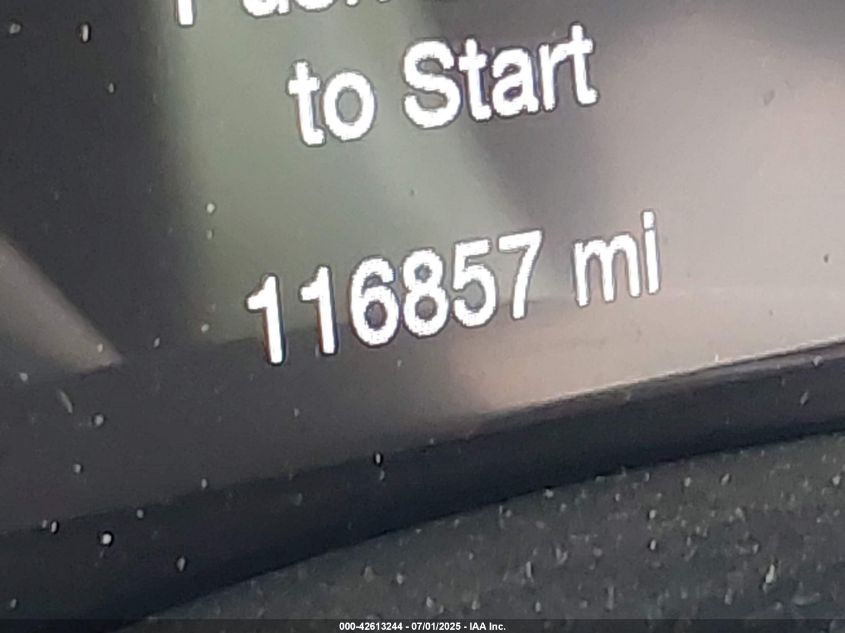 to Start
116857 mi
000-42613244 - 07/01/2025 - IAA Inc.